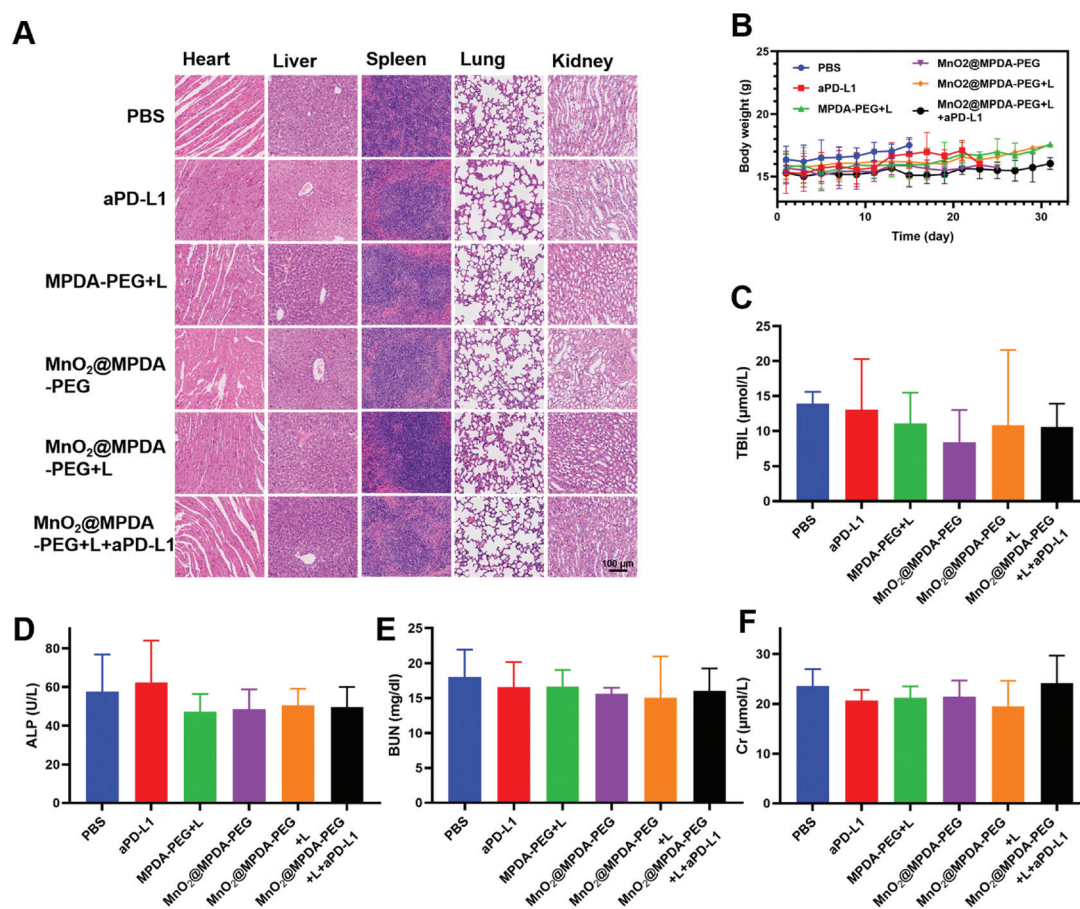 A
Heart Liver Spleen Lung Kidney
PBS
aPD-L1
MPDA-PEG+L
MnO₂@MPDA
-PEG
MnO₂@MPDA
-PEG+L
MnO₂@MPDA
-PEG+L+aPD-L1
100 μm
B
Body weight (g)
25
20
15
0 10 20 30
Time (day)
PBS
aPD-L1
MPDA-PEG+L
MnO2@MPDA-PEG
MnO2@MPDA-PEG+L
MnO2@MPDA-PEG+L
+aPD-L1
C
TBIL (μmol/L)
25
20
15
10
5
0
PBS
aPD-L1
MPDA-PEG+L
MnO₂@MPDA-PEG
MnO₂@MPDA-PEG
+L
MnO₂@MPDA-PEG
+L+aPD-L1
D
ALP (U/L)
80
60
40
20
0
PBS
aPD-L1
MPDA-PEG+L
MnO₂@MPDA-PEG
MnO₂@MPDA-PEG
+L
MnO₂@MPDA-PEG
+L+aPD-L1
E
BUN (mg/dl)
25
20
15
10
5
0
PBS
aPD-L1
MPDA-PEG+L
MnO₂@MPDA-PEG
MnO₂@MPDA-PEG
+L
MnO₂@MPDA-PEG
+L+aPD-L1
F
Cr (μmol/L)
30
20
10
0
PBS
aPD-L1
MPDA-PEG+L
MnO₂@MPDA-PEG
MnO₂@MPDA-PEG
+L
MnO₂@MPDA-PEG
+L+aPD-L1